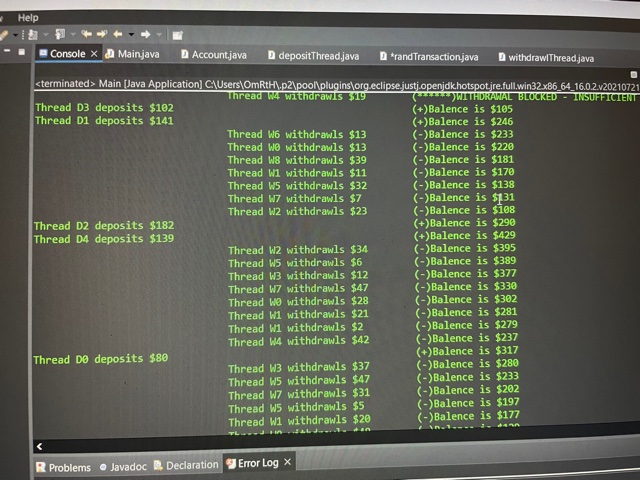 Help
Console Main.java Account.java depositThread.java *randTransaction.java withdrawlThread.java
<terminated> Main [Java Application] C:\Users\OmRtH\.p2\pool\plugins\org.eclipse.justj.openjdk.hotspot.jre.full.win32.x86_64_16.0.2.v20210721
Thread W4 withdrawls $19 (******)WITHDRAWAL BLOCKED - INSUFFICIENT
Thread D3 deposits $102 (+)Balence is $105
Thread D1 deposits $141 (+)Balence is $246
Thread W6 withdrawls $13 (-)Balence is $233
Thread W0 withdrawls $13 (-)Balence is $220
Thread W8 withdrawls $39 (-)Balence is $181
Thread W1 withdrawls $11 (-)Balence is $170
Thread W5 withdrawls $32 (-)Balence is $138
Thread W7 withdrawls $7 (-)Balence is $131
Thread W2 withdrawls $23 (-)Balence is $108
Thread D2 deposits $182 (+)Balence is $290
Thread D4 deposits $139 (+)Balence is $429
Thread W2 withdrawls $34 (-)Balence is $395
Thread W5 withdrawls $6 (-)Balence is $389
Thread W3 withdrawls $12 (-)Balence is $377
Thread W7 withdrawls $47 (-)Balence is $330
Thread W0 withdrawls $28 (-)Balence is $302
Thread W1 withdrawls $21 (-)Balence is $281
Thread W1 withdrawls $2 (-)Balence is $279
Thread W4 withdrawls $42 (-)Balence is $237
Thread D0 deposits $80 (+)Balence is $317
Thread W3 withdrawls $37 (-)Balence is $280
Thread W5 withdrawls $47 (-)Balence is $233
Thread W7 withdrawls $31 (-)Balence is $202
Thread W5 withdrawls $5 (-)Balence is $197
Thread W1 withdrawls $20 (-)Balence is $177
Problems Javadoc Declaration Error Log